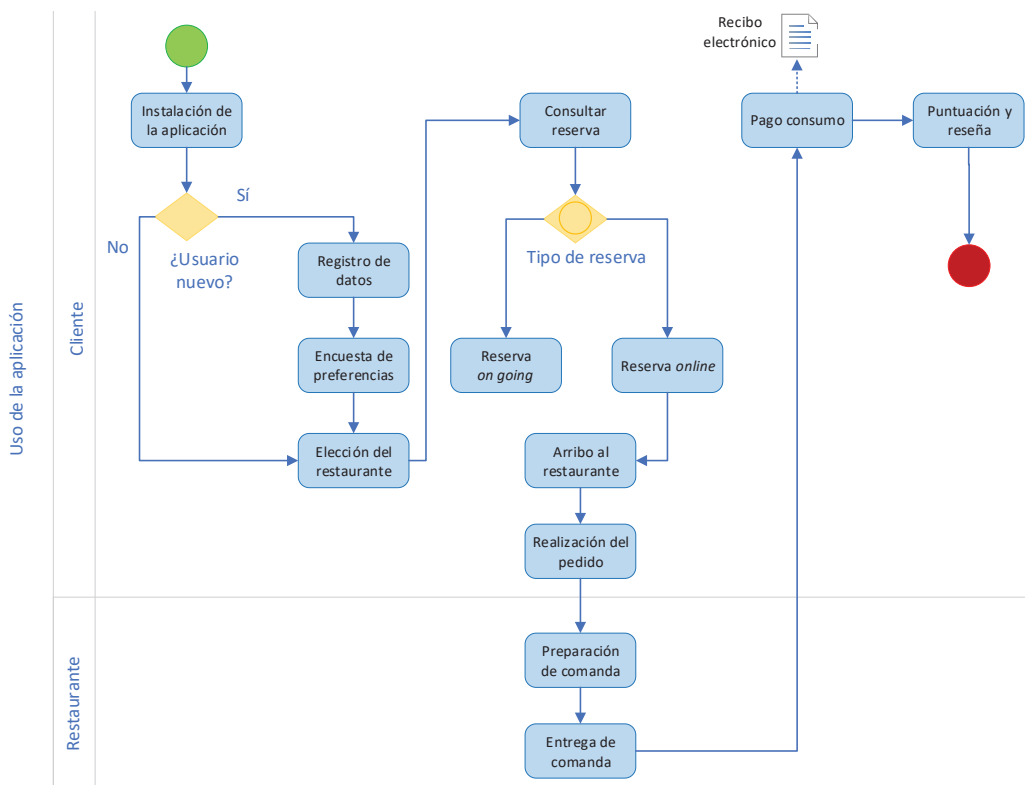 Uso de la aplicación
Cliente
Restaurante
Instalación de
la aplicación
Sí
No
¿Usuario
nuevo?
Registro de
datos
Encuesta de
preferencias
Elección del
restaurante
Consultar
reserva
Tipo de reserva
Reserva
on going
Reserva online
Arribo al
restaurante
Realización del
pedido
Preparación
de comanda
Entrega de
comanda
Recibo
electrónico
Pago consumo
Puntuación y
reseña